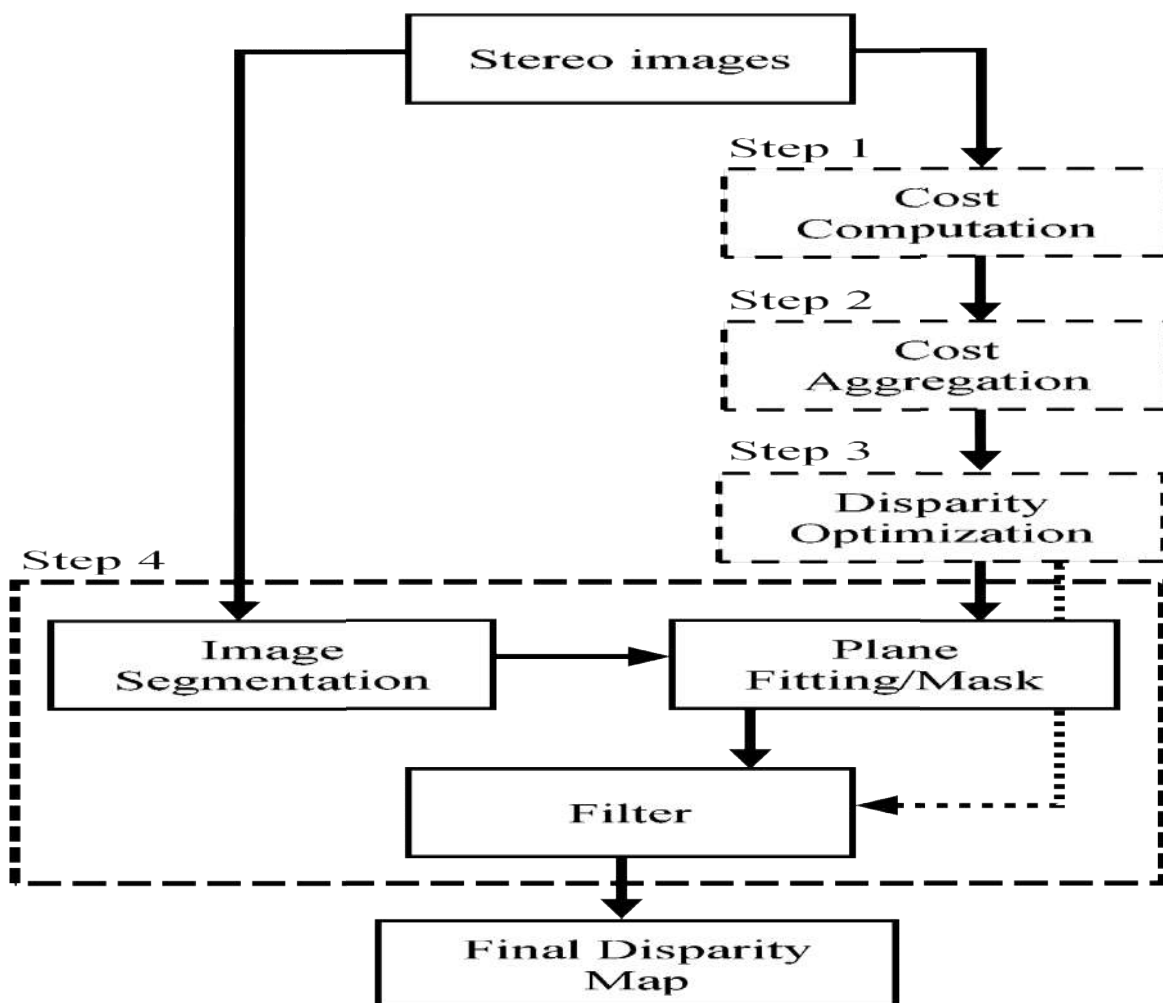 Stereo images
Step 1
Cost
Computation
Step 2
Cost
Aggregation
Step 3
Disparity
Optimization
Step 4
Image
Segmentation
Plane
Fitting/Mask
Filter
Final Disparity
Map